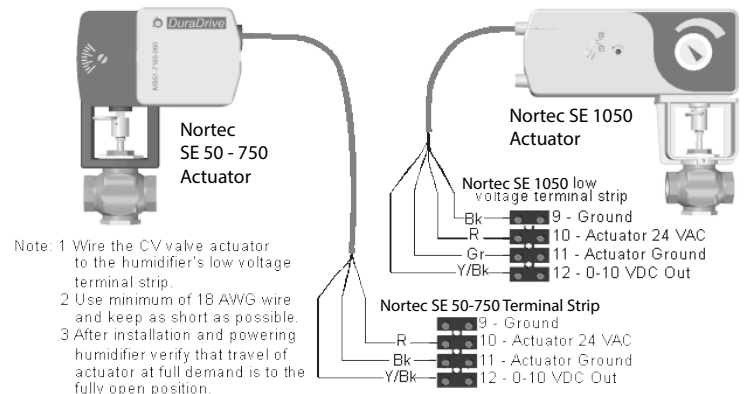 DuraDrive
Nortec
SE 50 - 750
Actuator
Nortec SE 1050
Actuator
Nortec SE 1050 low
voltage terminal strip
Bk
9 - Ground
R
10 - Actuator 24 VAC
Gr
11 - Actuator Ground
Y/Bk
12 - 0-10 VDC Out
Note: 1 Wire the CV valve actuator
to the humidifier's low voltage
terminal strip.
2 Use minimum of 18 AWG wire
and keep as short as possible.
3 After installation and powering
humidifier verify that travel of
actuator at full demand is to the
fully open position.
Nortec SE 50-750 Terminal Strip
9 - Ground
R
10 - Actuator 24 VAC
Bk
11 - Actuator Ground
Y/Bk
12 - 0-10 VDC Out